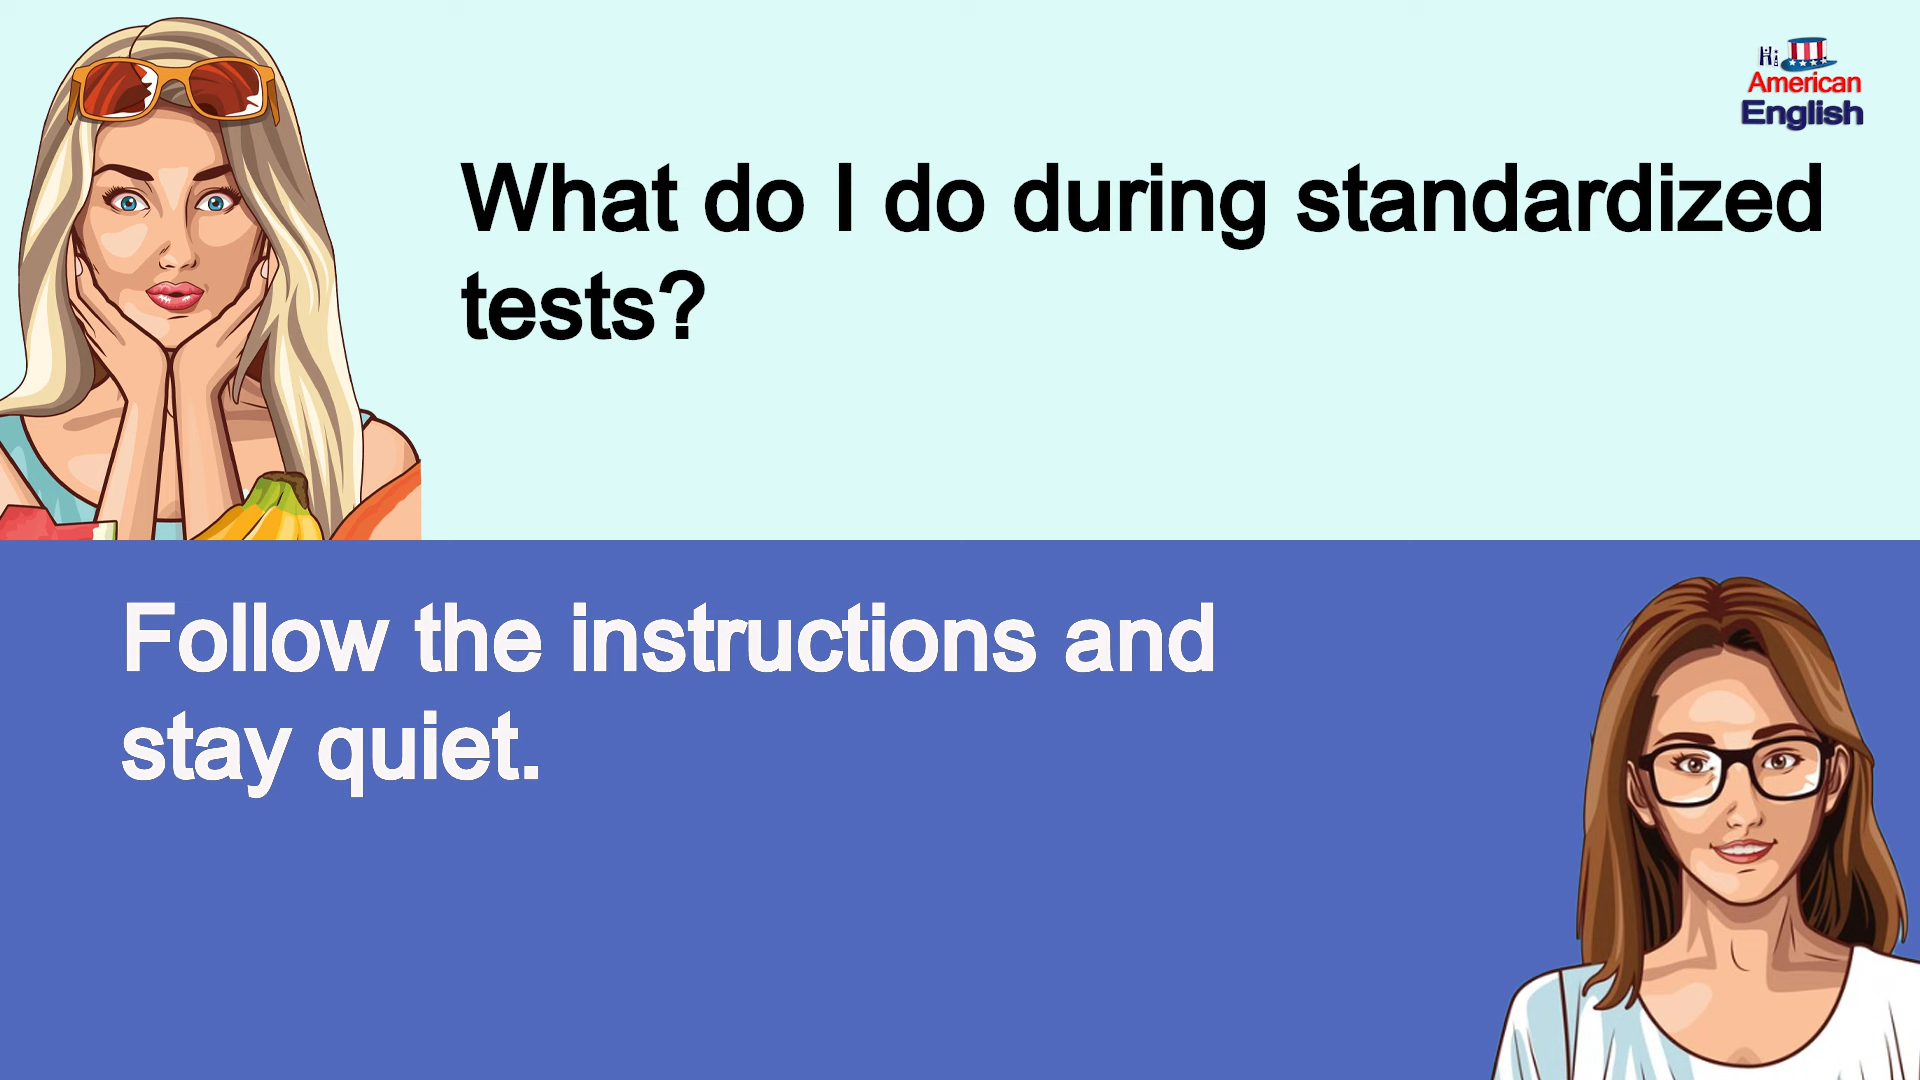 Hi
American
English
What do I do during standardized
tests?
Follow the instructions and
stay quiet.